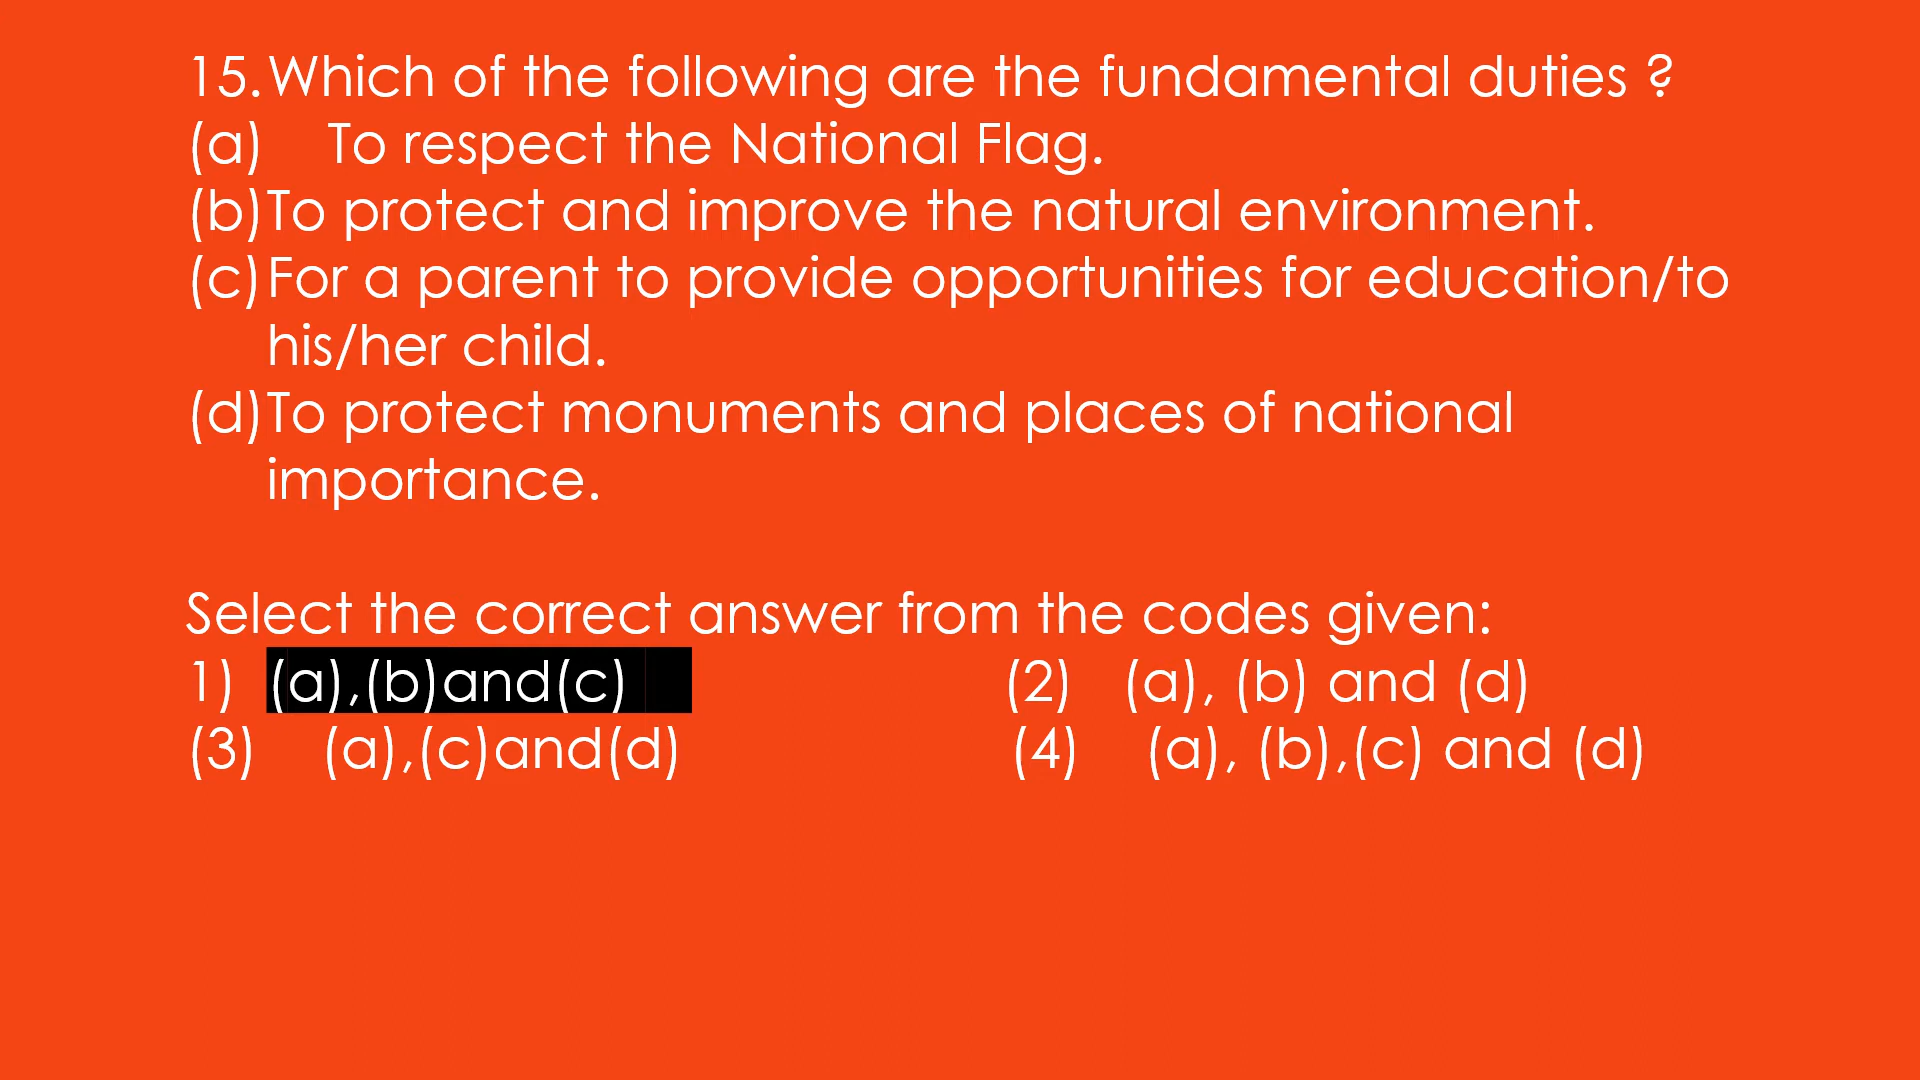 15. Which of the following are the fundamental duties ?
(a) To respect the National Flag.
(b) To protect and improve the natural environment.
(c) For a parent to provide opportunities for education/to
his/her child.
(d) To protect monuments and places of national
importance.
Select the correct answer from the codes given:
1) (a),(b)and(c) (2) (a), (b) and (d)
(3) (a),(c)and(d) (4) (a), (b),(c) and (d)